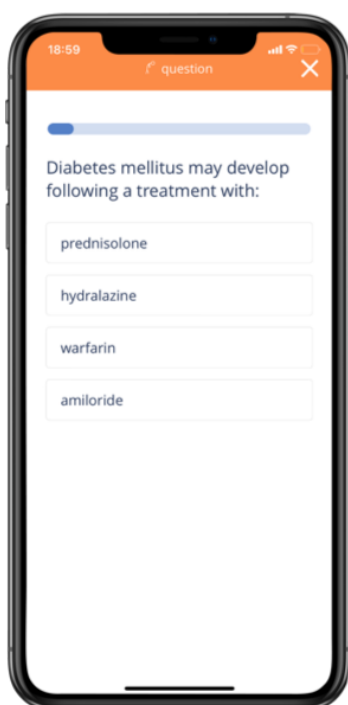 18:59
question
Diabetes mellitus may develop
following a treatment with:
prednisolone
hydralazine
warfarin
amiloride